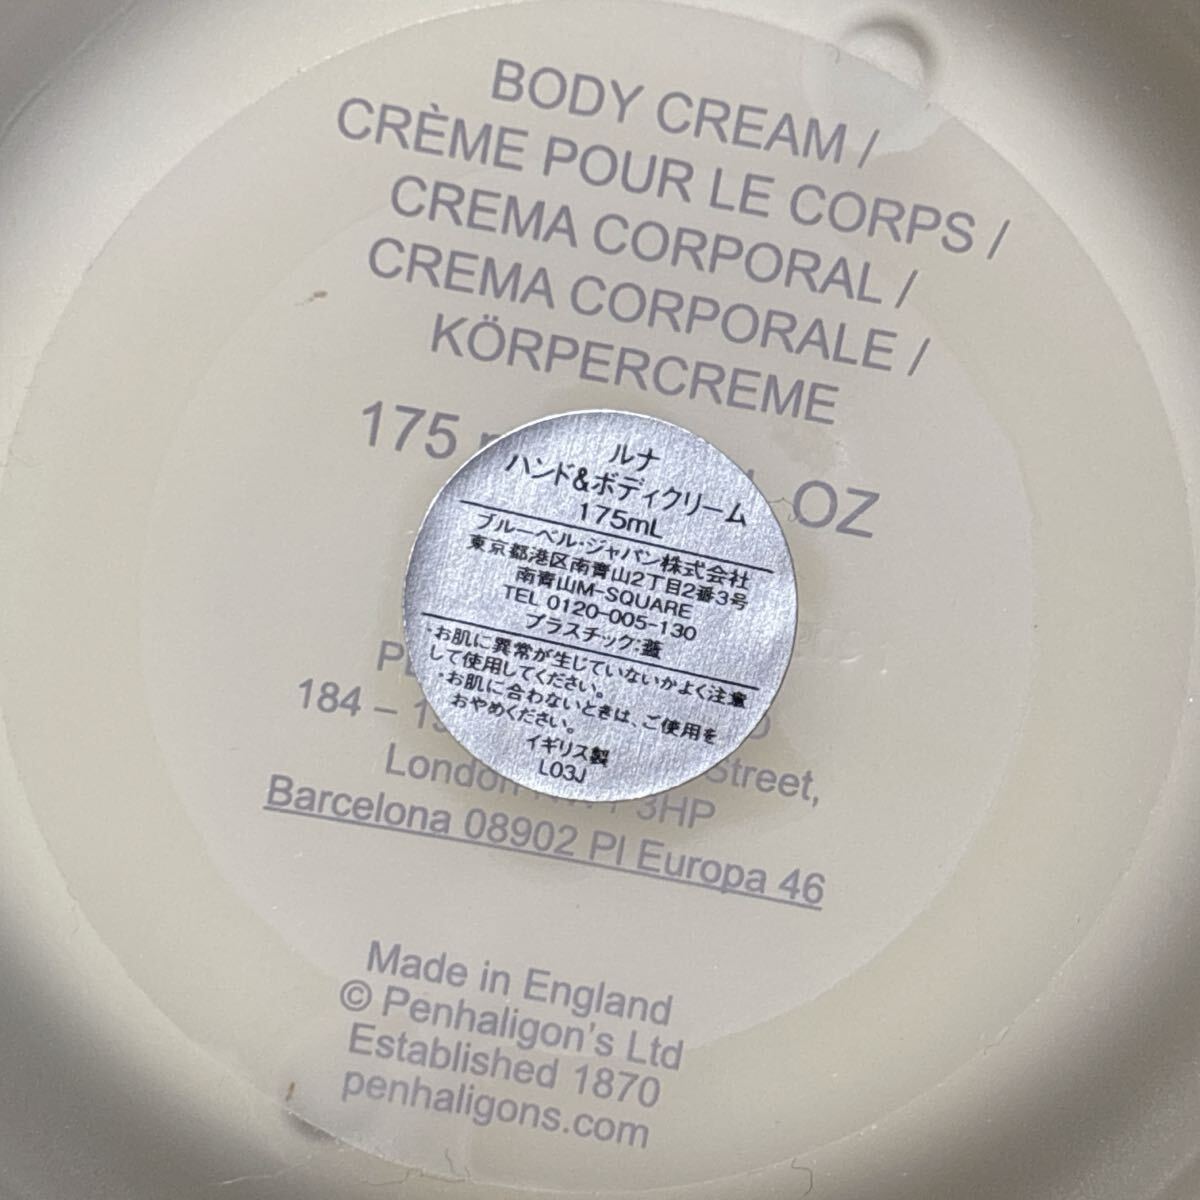 BODY CREAM /
CRÈME POUR LE CORPS /
CREMA CORPORAL /
CREMA CORPORALE /
KÖRPERCREME
175 OZ
ルナ
ハンド&ボディクリーム
175mL
ブルーベル・ジャパン株式会社
東京都港区南青山2丁目2番3号
南青山M-SQUARE
TEL 0120-005-130
プラスチック:蓋
・お肌に異常が生じていないかよく注意
して使用してください。
・お肌に合わないときは、ご使用を
おやめください。
イギリス製
L03J
184 – Street,
London 3HP
Barcelona 08902 Pl Europa 46
Made in England
© Penhaligon's Ltd
Established 1870
penhaligons.com